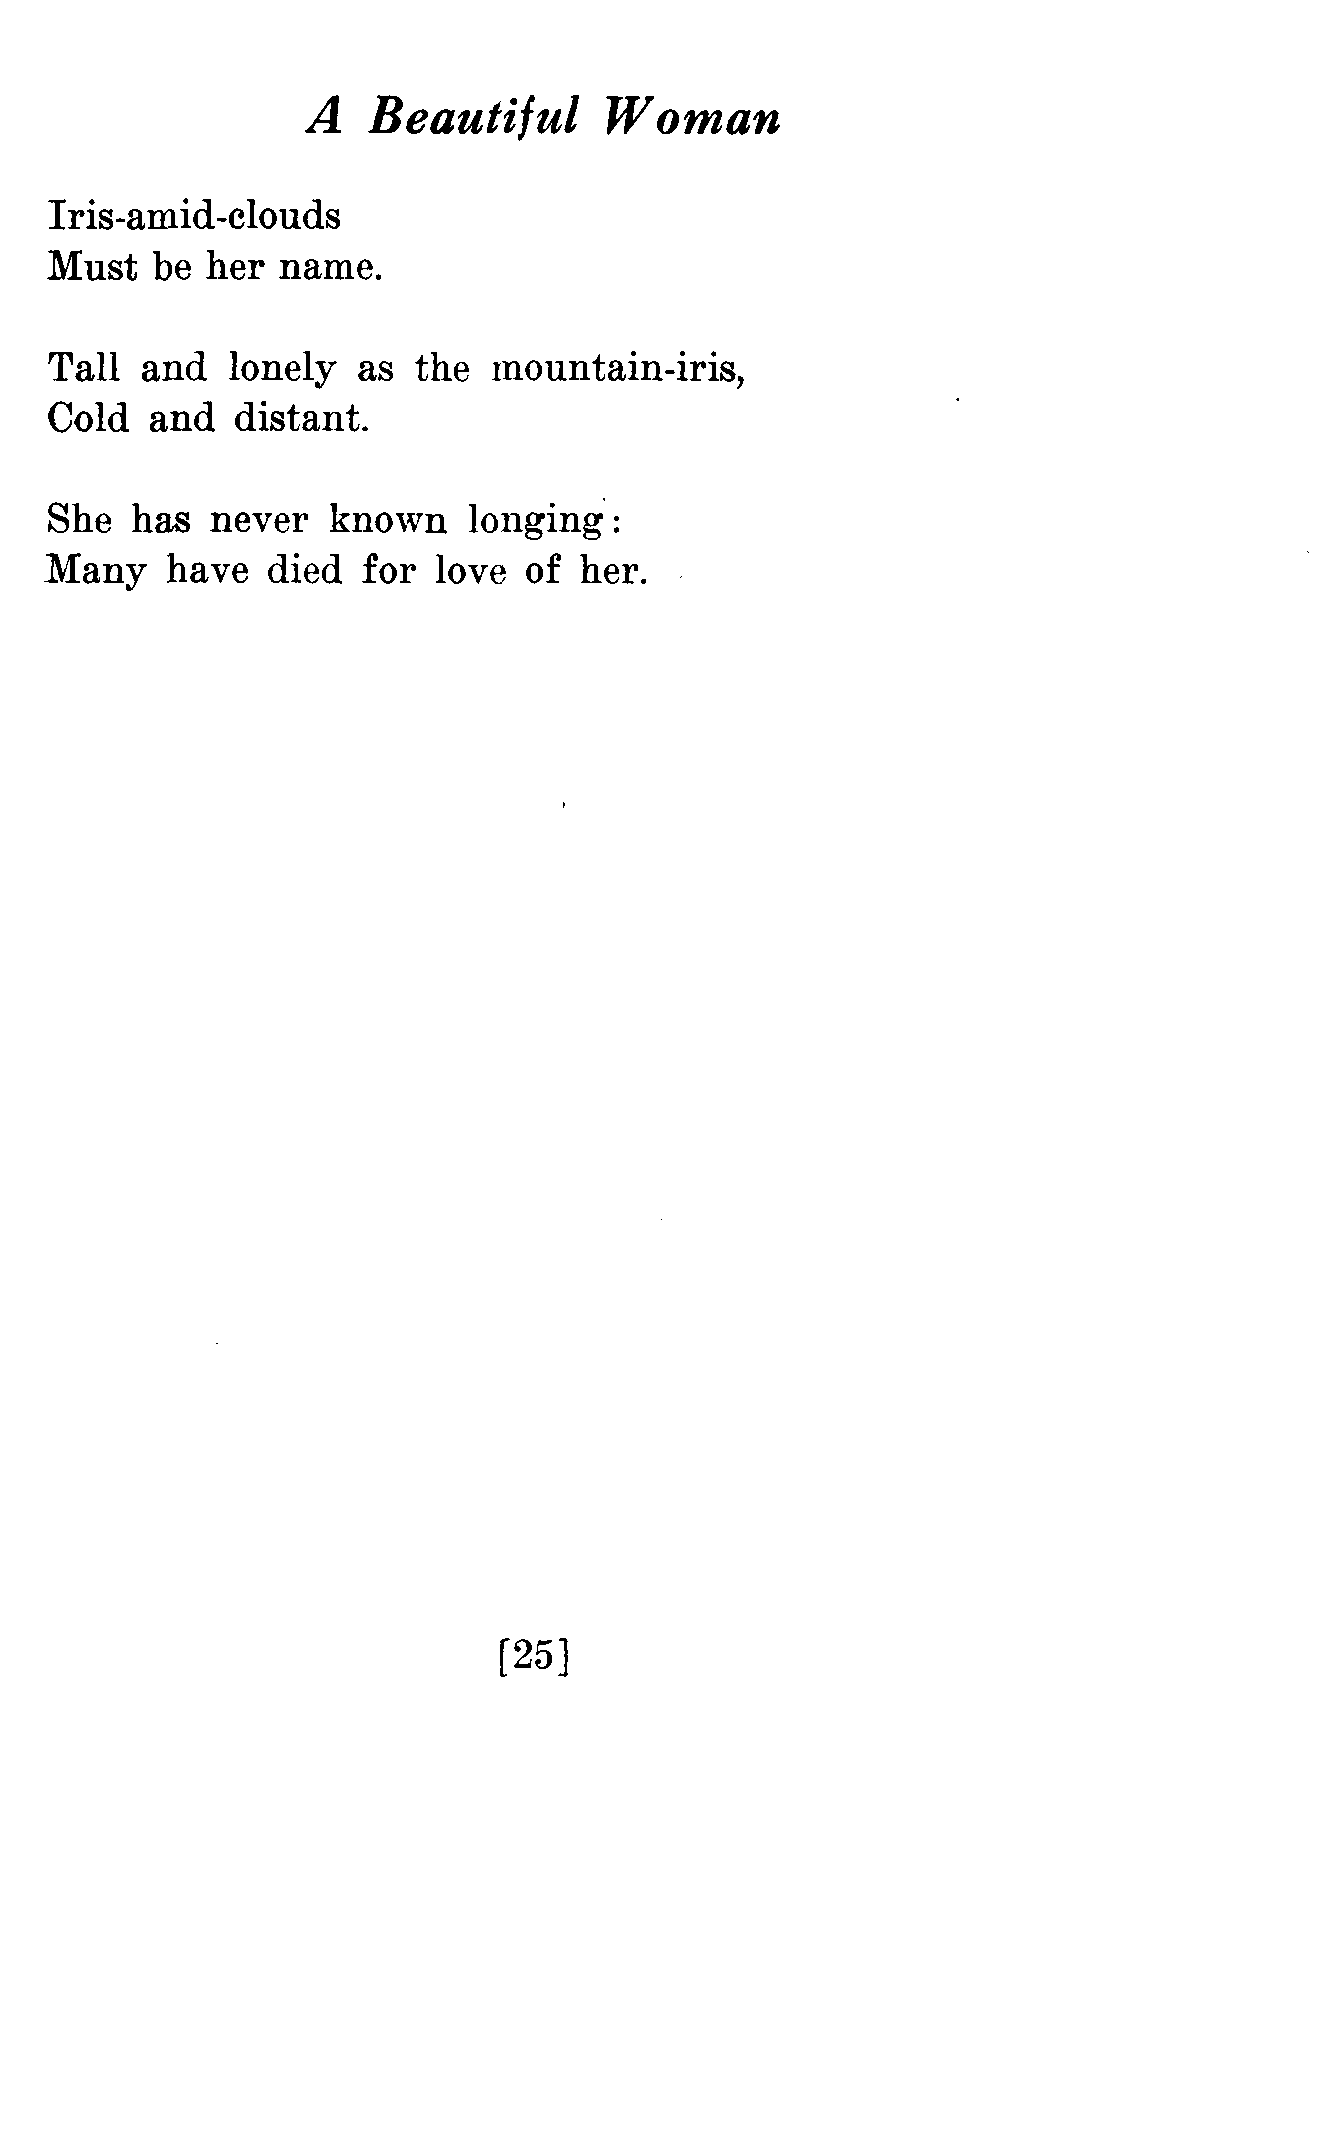 A Beautiful Woman
Iris-amid-clouds
Must be her name.
Tall and lonely as the mountain-iris,
Cold and distant.
She has never known longing:
Many have died for love of her.
[25]